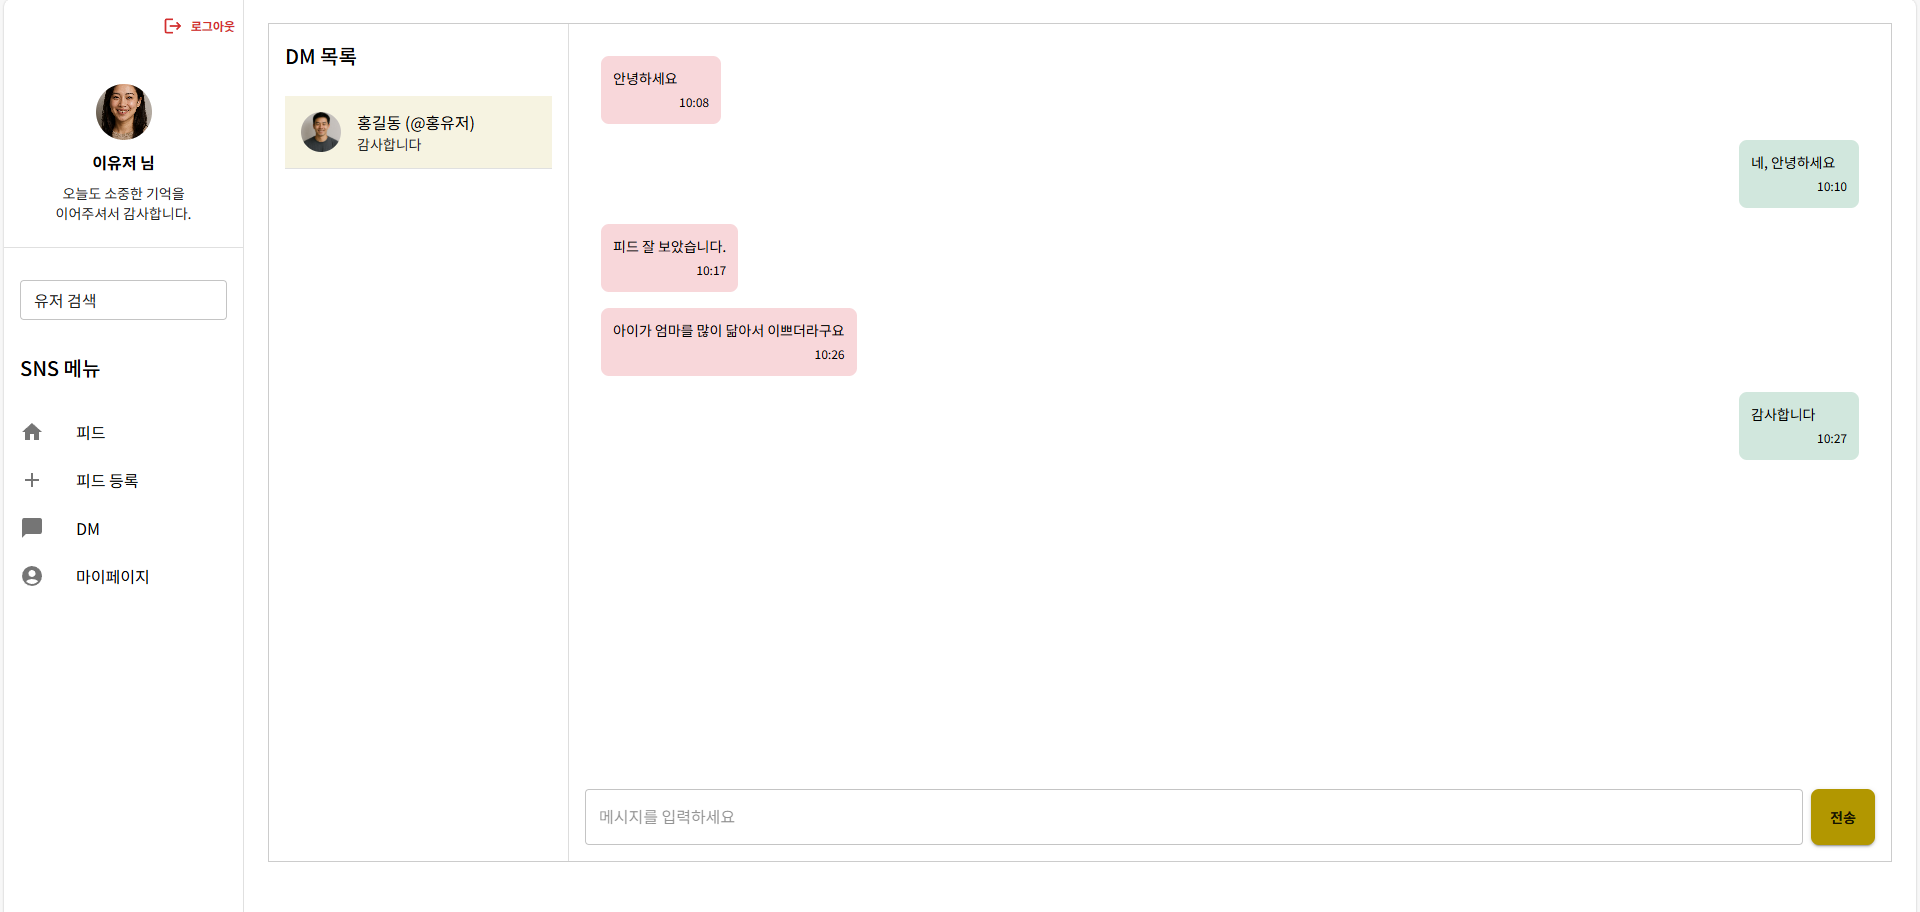 로그아웃
이유저 님
오늘도 소중한 기억을
이어주셔서 감사합니다.
유저 검색
SNS 메뉴
피드
피드 등록
DM
마이페이지
DM 목록
홍길동 (@홍유저)
감사합니다
안녕하세요
10:08
네, 안녕하세요
10:10
피드 잘 보았습니다.
10:17
아이가 엄마를 많이 닮아서 이쁘더라구요
10:26
감사합니다
10:27
메시지를 입력하세요
전송